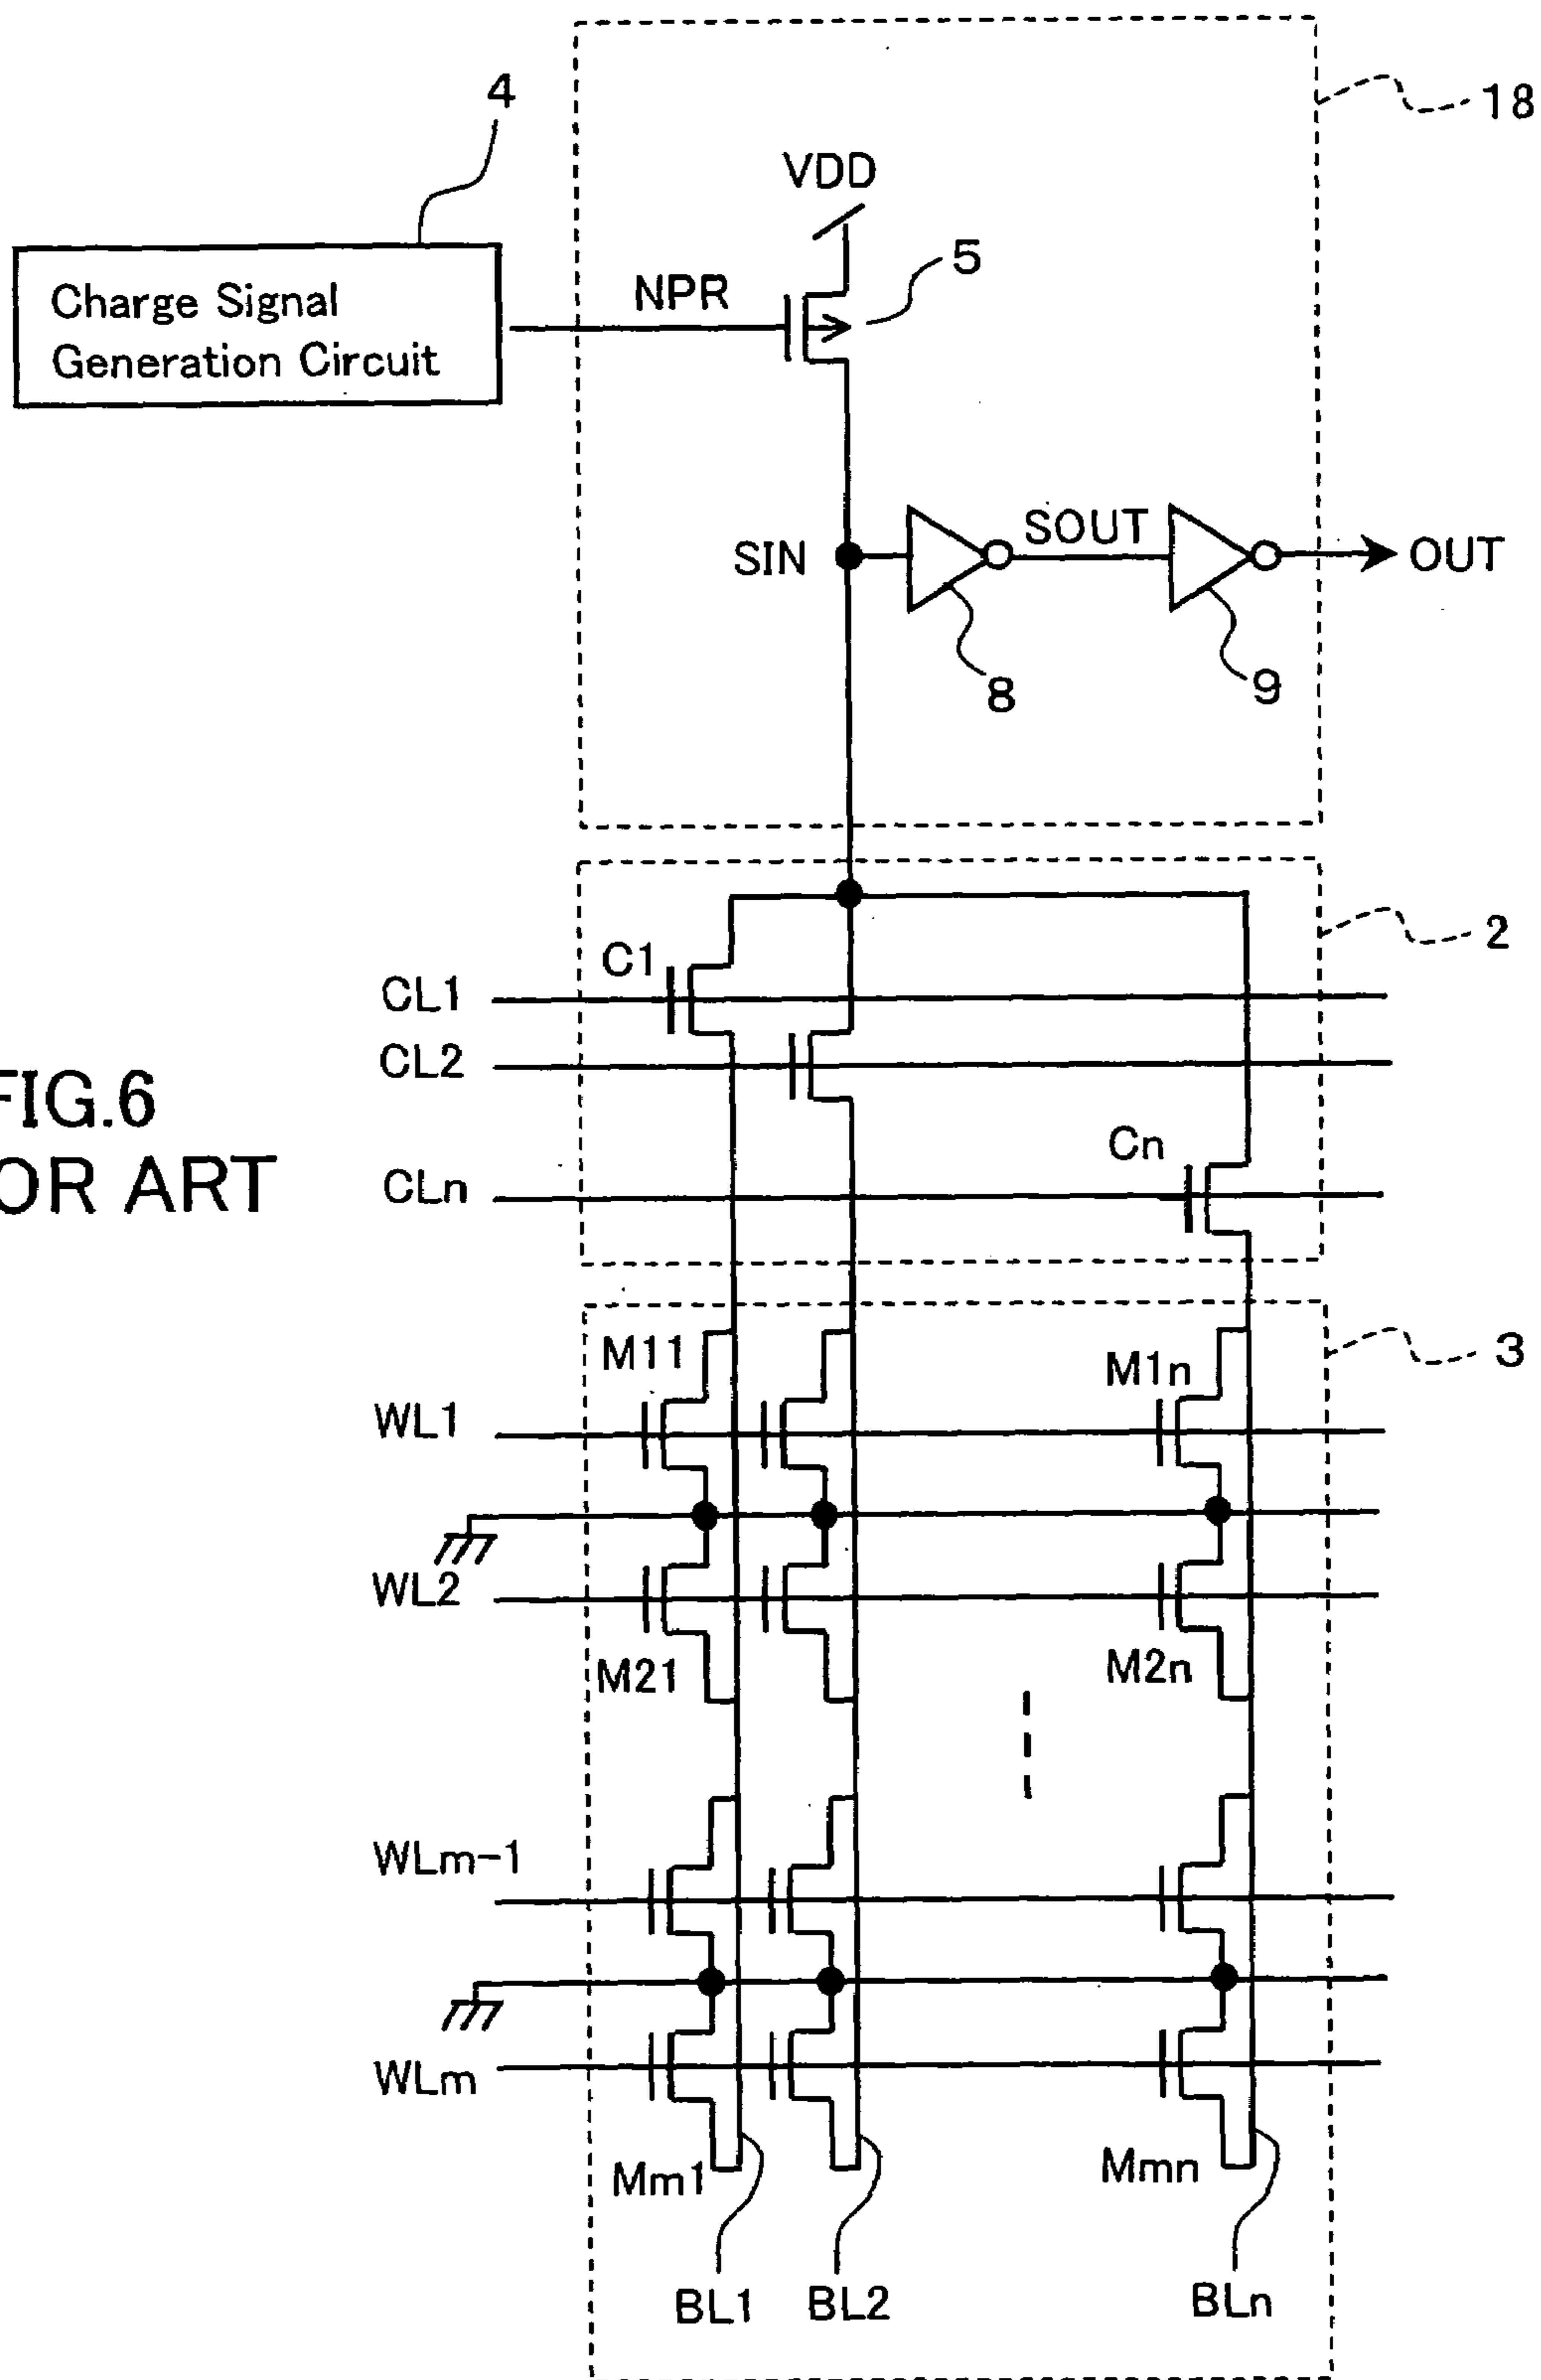 4
18
VDD
5
Charge Signal
Generation Circuit
NPR
SIN
SOUT
OUT
8
9
2
C1
CL1
CL2
FIG.6
OR ART
Cn
CLn
3
M11
M1n
WL1
WL2
M21
M2n
WLm-1
WLm
Mm1
Mmn
BL1
BL2
BLn